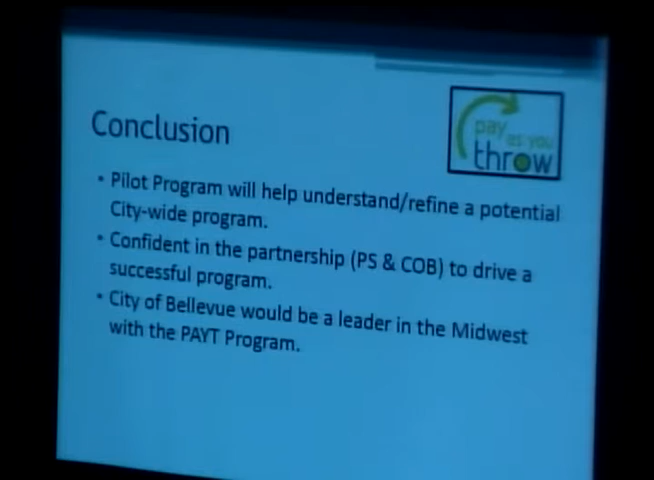 Conclusion
pay
as you
throw
• Pilot Program will help understand/refine a potential
City-wide program.
• Confident in the partnership (PS & COB) to drive a
successful program.
• City of Bellevue would be a leader in the Midwest
with the PAYT Program.